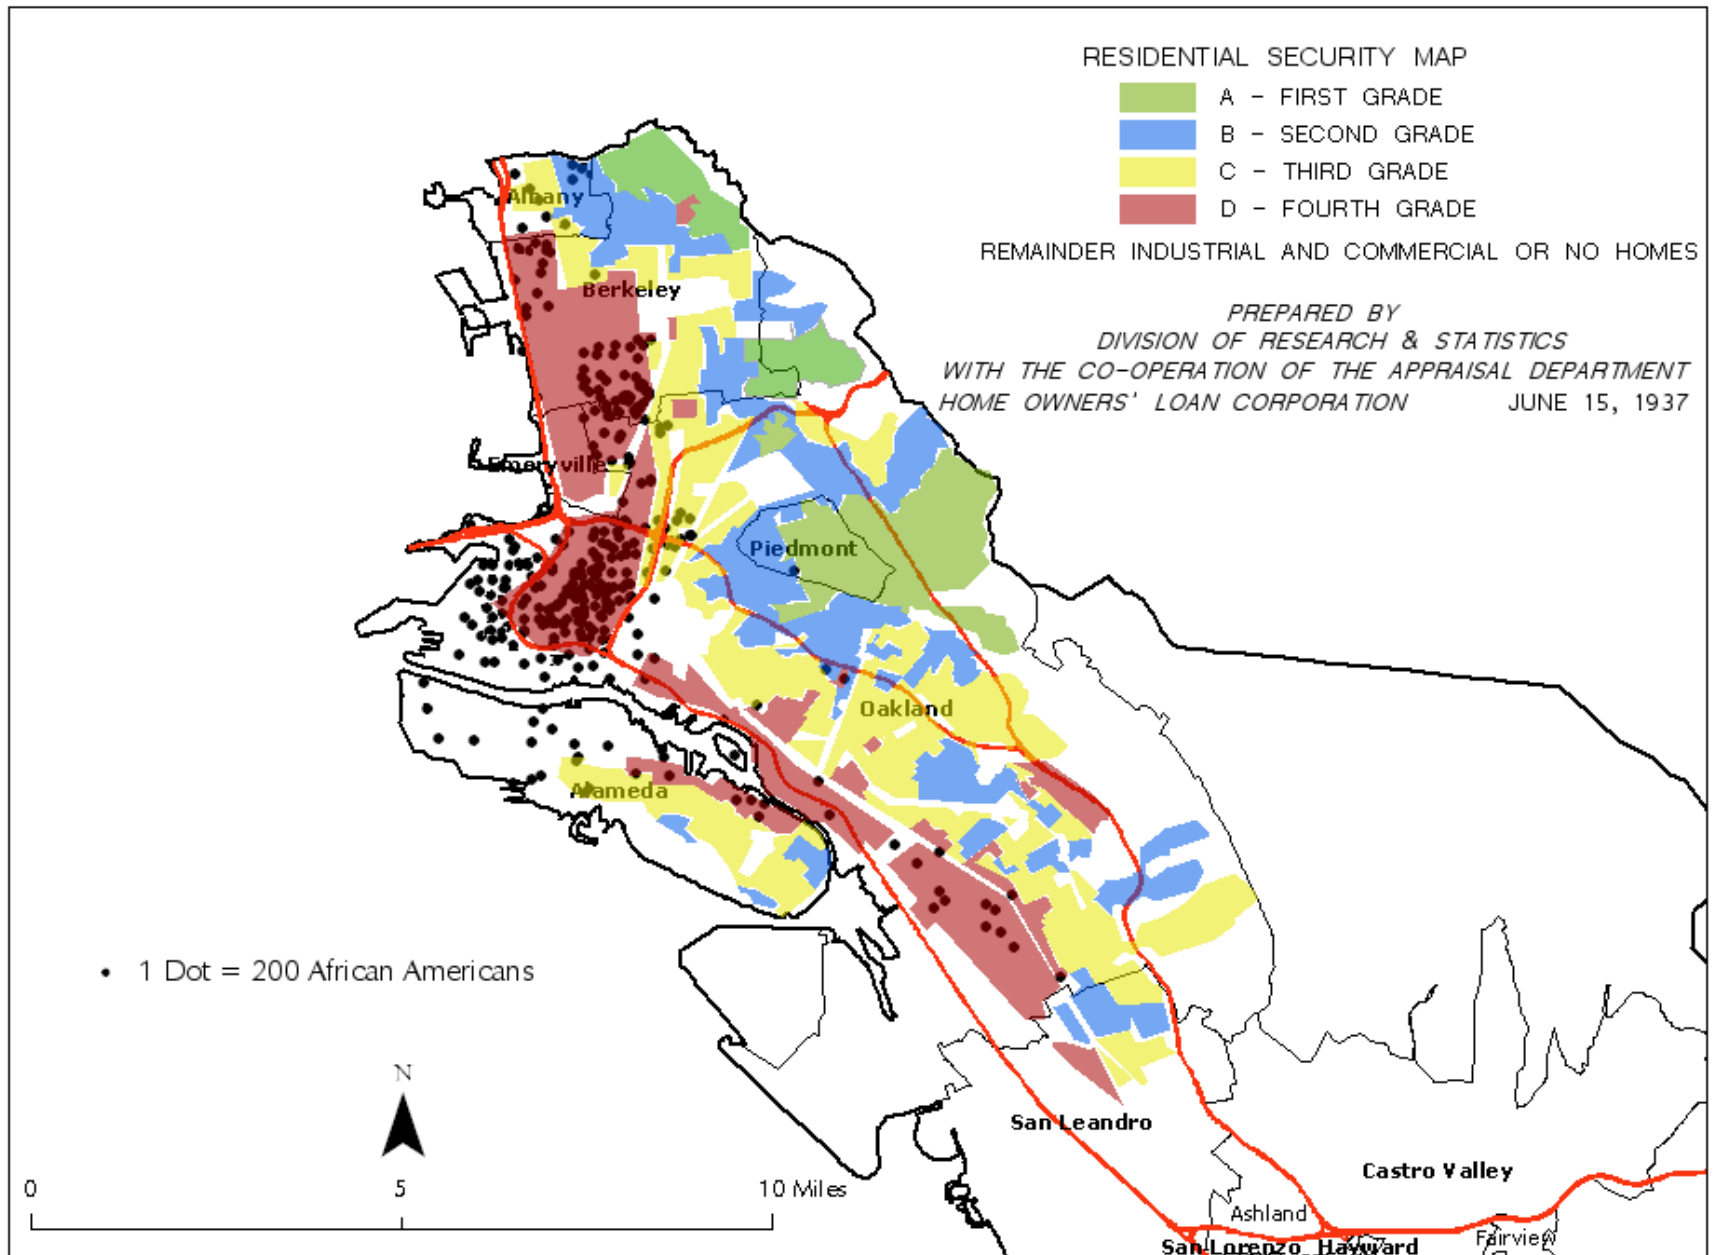 RESIDENTIAL SECURITY MAP
A - FIRST GRADE
B - SECOND GRADE
C - THIRD GRADE
D - FOURTH GRADE
REMAINDER INDUSTRIAL AND COMMERCIAL OR NO HOMES
PREPARED BY
DIVISION OF RESEARCH & STATISTICS
WITH THE CO-OPERATION OF THE APPRAISAL DEPARTMENT
HOME OWNERS' LOAN CORPORATION JUNE 15, 1937
Albany
Berkeley
Emeryville
Piedmont
Oakland
Alameda
1 Dot = 200 African Americans
N
San Leandro
Castro Valley
0 5 10 Miles
Ashland
Fairview
San Lorenzo Hayward